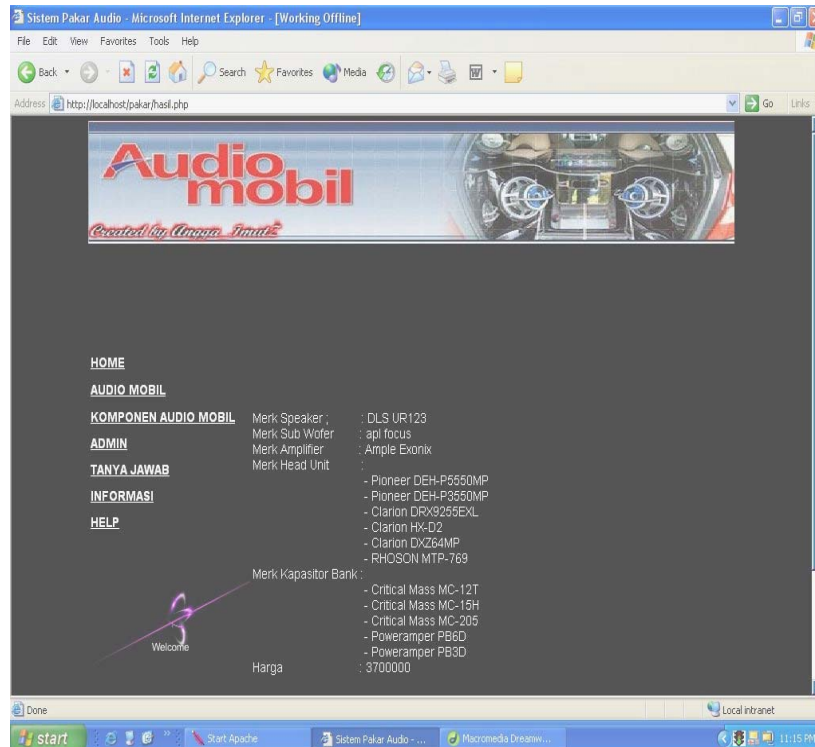 Sistem Pakar Audio - Microsoft Internet Explorer - [Working Offline]
File Edit View Favorites Tools Help
Back Search Favorites Media
Address http://localhost/pakar/hasil.php Go Links
Audio
mobil
Created by Angga
HOME
AUDIO MOBIL
KOMPONEN AUDIO MOBIL
ADMIN
TANYA JAWAB
INFORMASI
HELP
Welcome
Merk Speaker ; : DLS UR123
Merk Sub Wofer : apl focus
Merk Amplifier : Ample Exonix
Merk Head Unit :
- Pioneer DEH-P5550MP
- Pioneer DEH-P3550MP
- Clarion DRX9255EXL
- Clarion HX-D2
- Clarion DXZ64MP
- RHOSON MTP-769
Merk Kapasitor Bank :
- Critical Mass MC-12T
- Critical Mass MC-15H
- Critical Mass MC-205
- Poweramper PB6D
- Poweramper PB3D
Harga : 3700000
Done Local intranet
start Start Apache Sistem Pakar Audio - ... Macromedia Dreamw... 11:15 PM